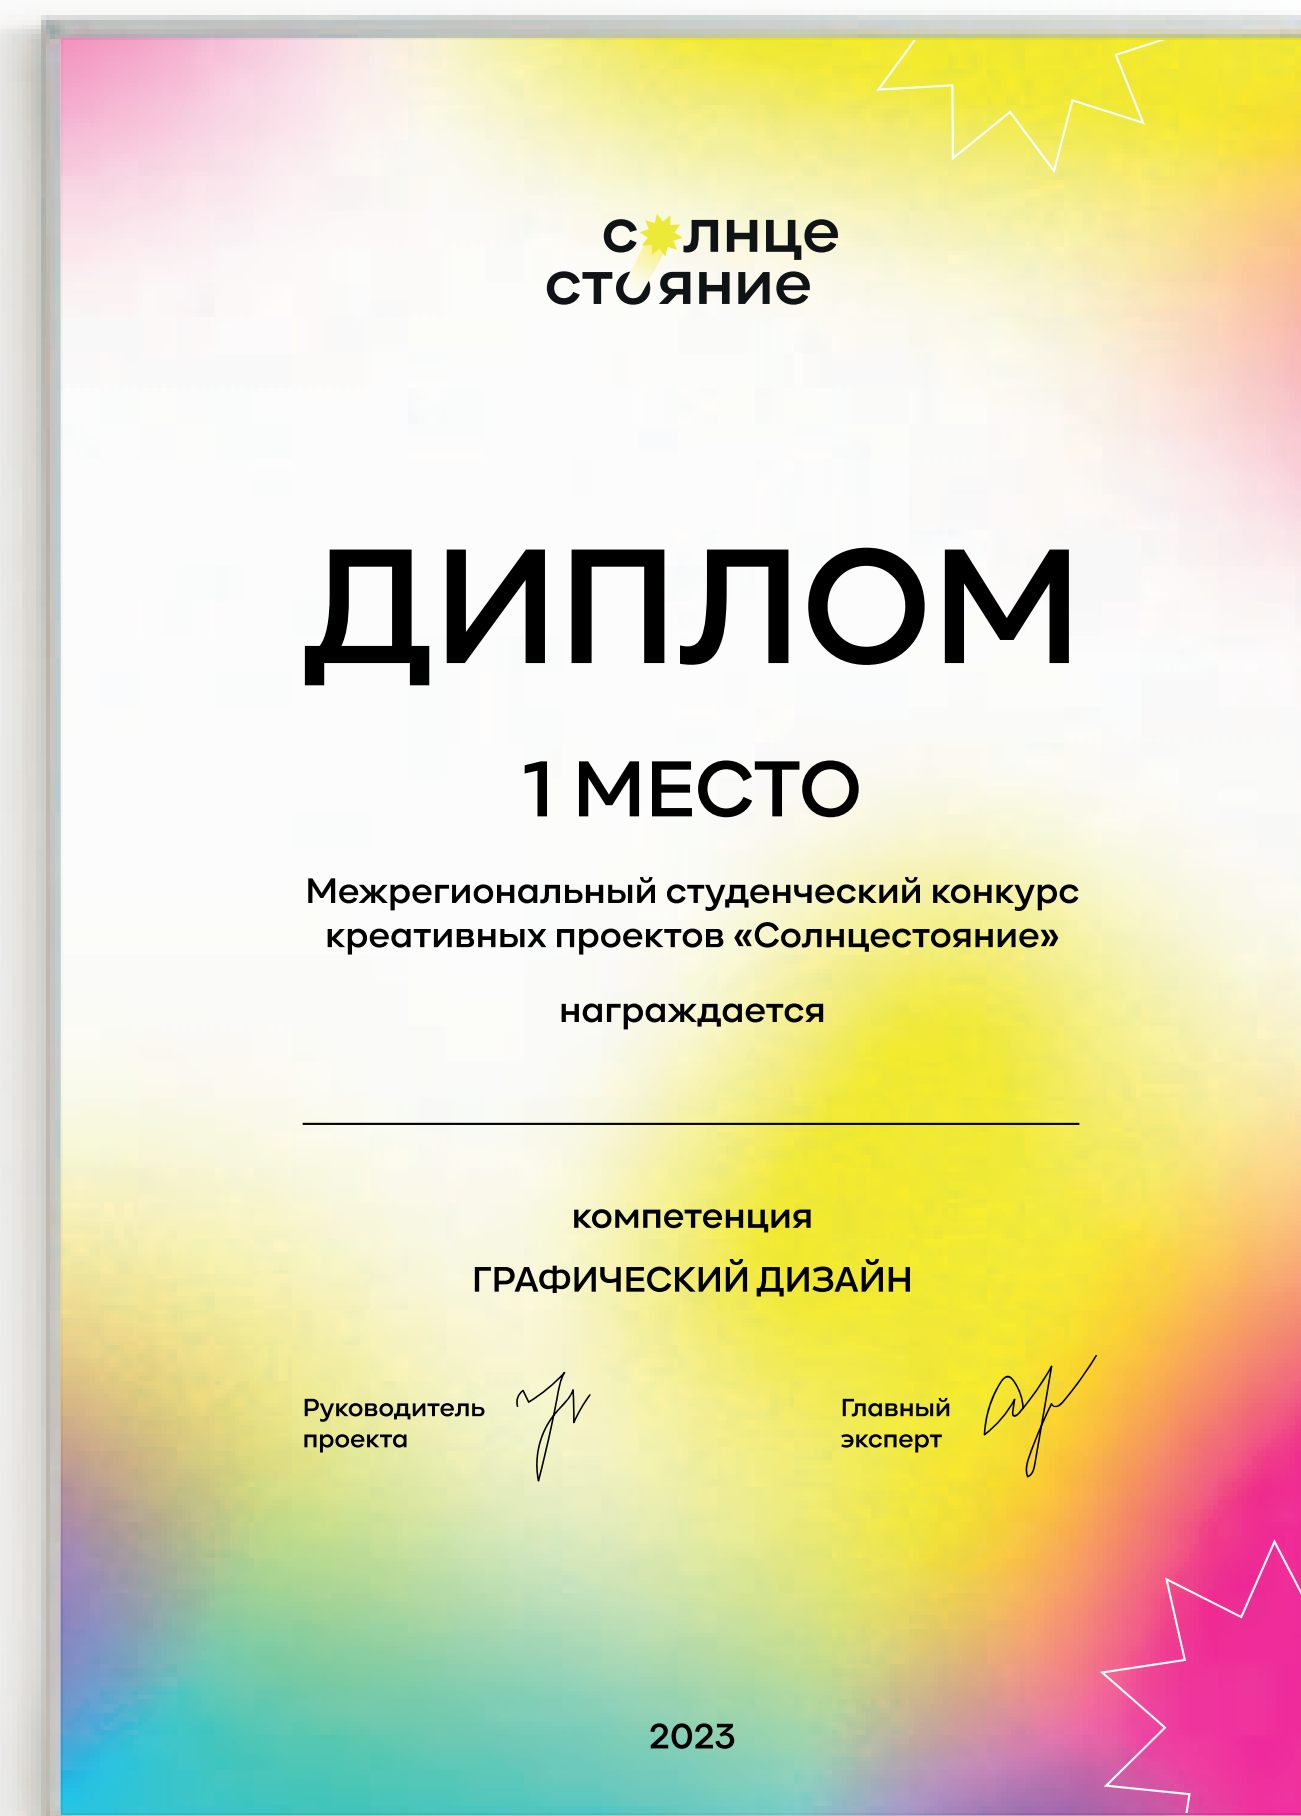 солнце
стояние
ДИПЛОМ
1 МЕСТО
Межрегиональный студенческий конкурс
креативных проектов «Солнцестояние»
награждается
компетенция
ГРАФИЧЕСКИЙ ДИЗАЙН
Руководитель
проекта
Главный
эксперт
2023